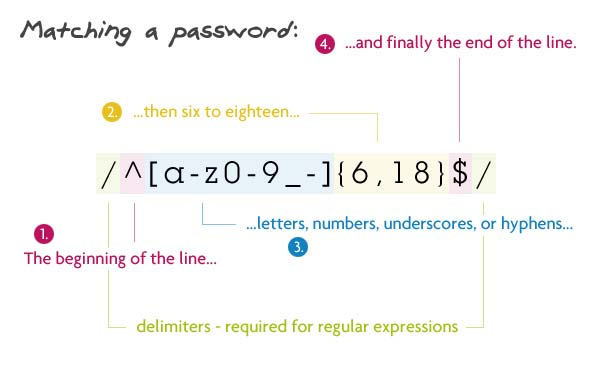 Matching a password:
4. ...and finally the end of the line.
2. ...then six to eighteen...
/^[a-z0-9_-]{6,18}$/
1.
...letters, numbers, underscores, or hyphens...
3.
The beginning of the line...
delimiters - required for regular expressions